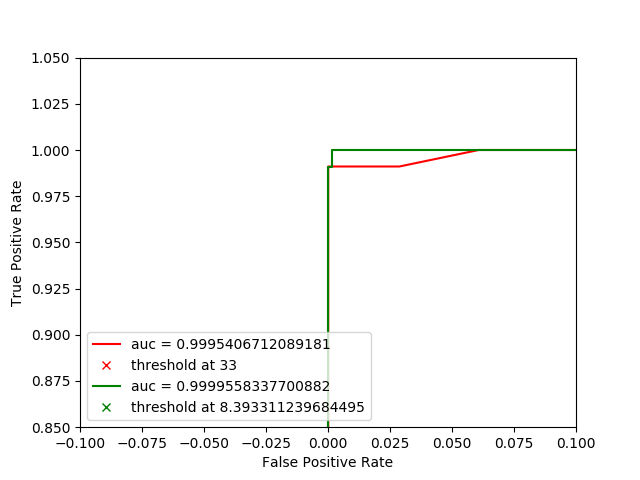 1.050
1.025
1.000
0.975
0.950
0.925
0.900
0.875
0.850
True Positive Rate
auc = 0.9995406712089181
threshold at 33
auc = 0.9999558337700882
threshold at 8.393311239684495
−0.100 −0.075 −0.050 −0.025 0.000 0.025 0.050 0.075 0.100
False Positive Rate